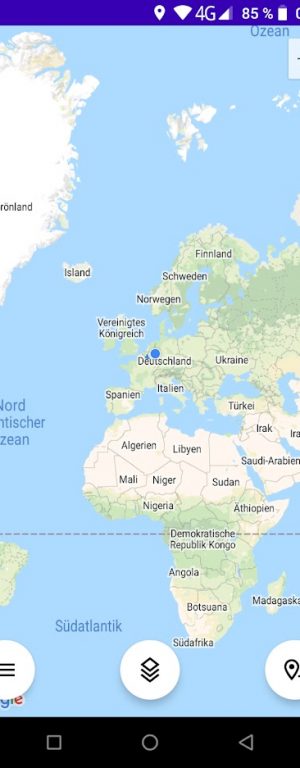 4G 85 %
Ozean
rönland
Finnland
Island
Schweden
Norwegen
Vereinigtes
Königreich
Deutschland
Ukraine
Italien
Spanien
Türkei
Nord
ntischer
zean
Irak
Ira
Algerien
Libyen
Saudi-Arabien
Mali
Niger
Sudan
Nigeria
Äthiopien
Demokratische
Republik Kongo
Angola
Madagaska
Botsuana
Südatlantik
Südafrika
gle